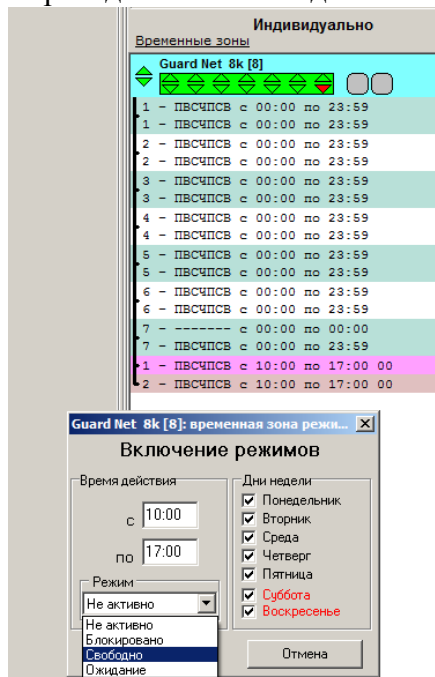 Индивидуально
Временные зоны
Guard Net 8k [8]
1 - ПВСЧПСВ с 00:00 по 23:59
1 - ПВСЧПСВ с 00:00 по 23:59
2 - ПВСЧПСВ с 00:00 по 23:59
2 - ПВСЧПСВ с 00:00 по 23:59
3 - ПВСЧПСВ с 00:00 по 23:59
3 - ПВСЧПСВ с 00:00 по 23:59
4 - ПВСЧПСВ с 00:00 по 23:59
4 - ПВСЧПСВ с 00:00 по 23:59
5 - ПВСЧПСВ с 00:00 по 23:59
5 - ПВСЧПСВ с 00:00 по 23:59
6 - ПВСЧПСВ с 00:00 по 23:59
6 - ПВСЧПСВ с 00:00 по 23:59
7 - ------- с 00:00 по 00:00
7 - ПВСЧПСВ с 00:00 по 23:59
1 - ПВСЧПСВ с 10:00 по 17:00 00
2 - ПВСЧПСВ с 10:00 по 17:00 00
Guard Net 8k [8]: временная зона режи...
Включение режимов
Время действия
с 10:00
по 17:00
Режим
Не активно
Не активно
Блокировано
Свободно
Ожидание
Дни недели
Понедельник
Вторник
Среда
Четверг
Пятница
Суббота
Воскресенье
Отмена